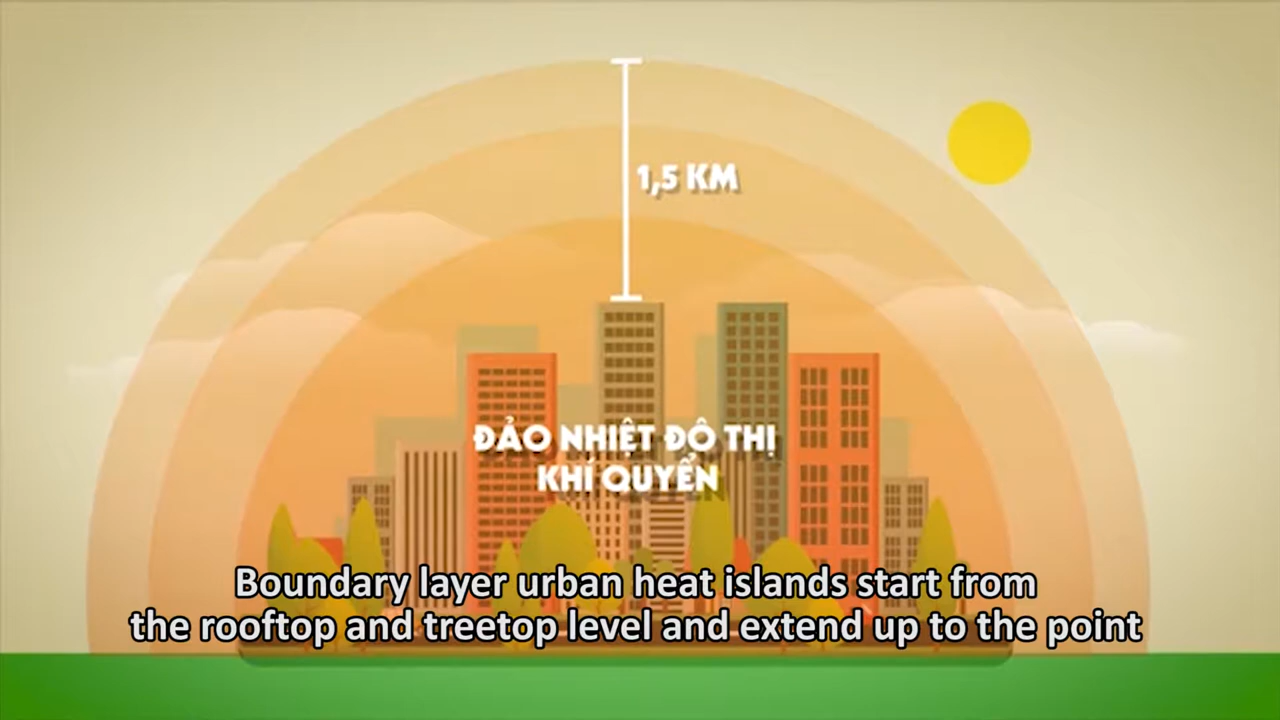 1,5 KM
ĐẢO NHIỆT ĐÔ THỊ
KHÍ QUYỂN
Boundary layer urban heat islands start from
the rooftop and treetop level and extend up to the point